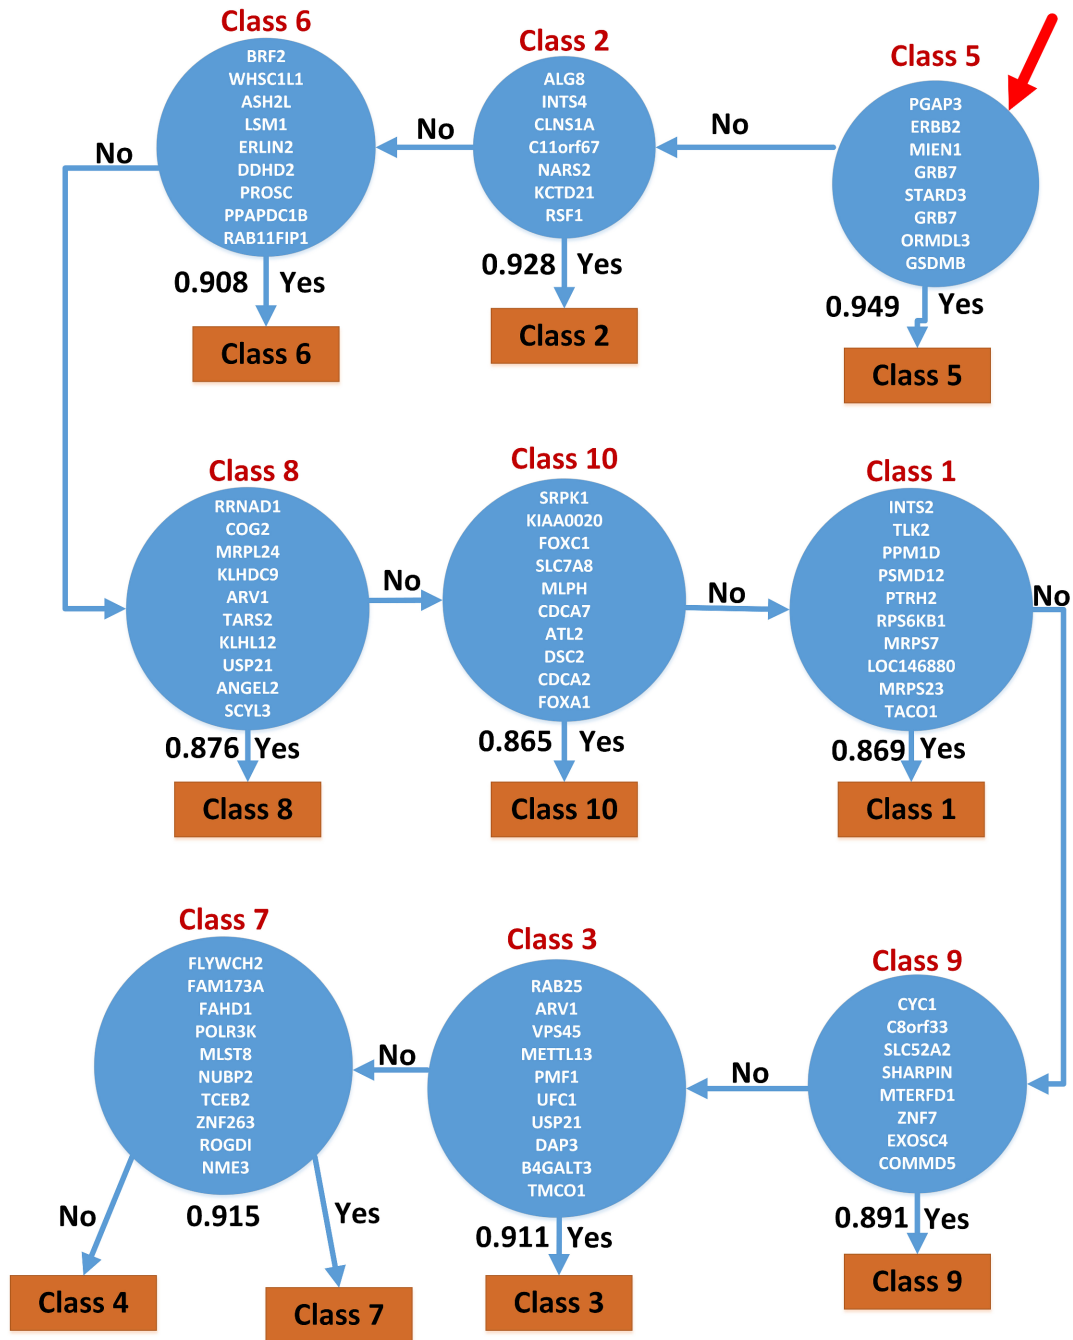 Class 6
BRF2
WHSC1L1
ASH2L
LSM1
ERLIN2
DDHD2
PROSC
PPAPDC1B
RAB11FIP1
No
0.908 Yes
Class 6
Class 2
ALG8
INTS4
CLNS1A
C11orf67
NARS2
KCTD21
RSF1
No
0.928 Yes
Class 2
Class 5
PGAP3
ERBB2
MIEN1
GRB7
STARD3
GRB7
ORMDL3
GSDMB
No
0.949 Yes
Class 5
Class 8
RRNAD1
COG2
MRPL24
KLHDC9
ARV1
TARS2
KLHL12
USP21
ANGEL2
SCYL3
No
0.876 Yes
Class 8
Class 10
SRPK1
KIAA0020
FOXC1
SLC7A8
MLPH
CDCA7
ATL2
DSC2
CDCA2
FOXA1
No
0.865 Yes
Class 10
Class 1
INTS2
TLK2
PPM1D
PSMD12
PTRH2
RPS6KB1
MRPS7
LOC146880
MRPS23
TACO1
No
0.869 Yes
Class 1
Class 7
FLYWCH2
FAM173A
FAHD1
POLR3K
MLST8
NUBP2
TCEB2
ZNF263
ROGDI
NME3
No
0.915
Yes
Class 4
Class 7
Class 3
RAB25
ARV1
VPS45
METTL13
PMF1
UFC1
USP21
DAP3
B4GALT3
TMCO1
No
0.911 Yes
Class 3
Class 9
CYC1
C8orf33
SLC52A2
SHARPIN
MTERFD1
ZNF7
EXOSC4
COMMD5
No
0.891 Yes
Class 9